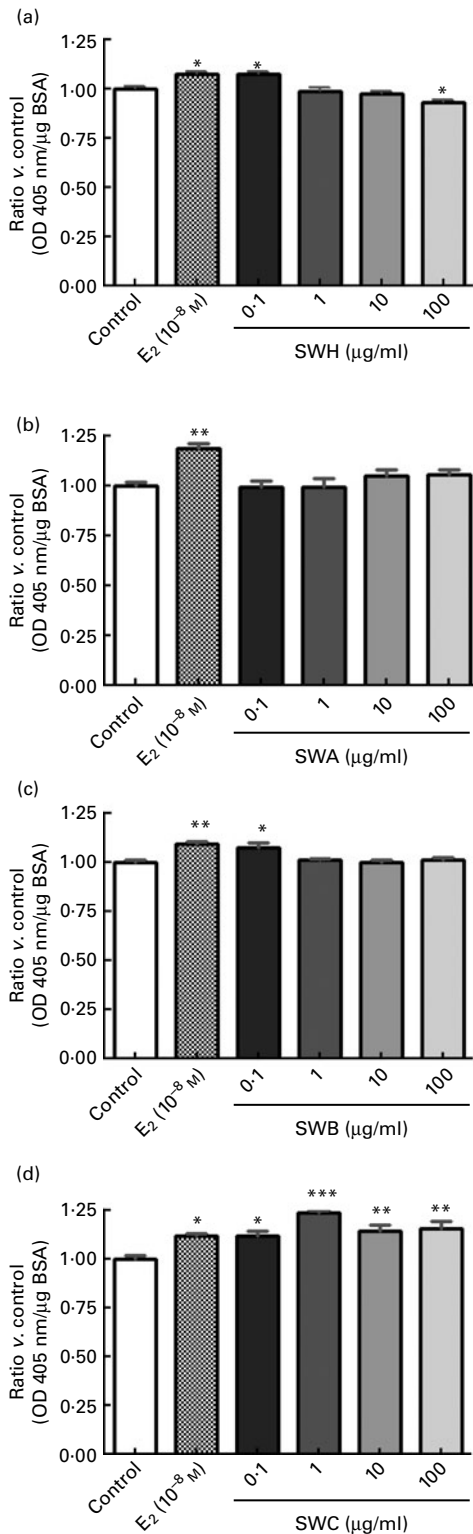 (a)
Ratio v. control
(OD 405 nm/μg BSA)
1·25
1·00
0·75
0·50
0·25
0·00
* * *
Control
E₂ (10⁻⁸ M)
0·1
1
10
100
SWH (μg/ml)
(b)
Ratio v. control
(OD 405 nm/μg BSA)
1·25
1·00
0·75
0·50
0·25
0·00
**
Control
E₂ (10⁻⁸ M)
0·1
1
10
100
SWA (μg/ml)
(c)
Ratio v. control
(OD 405 nm/μg BSA)
1·25
1·00
0·75
0·50
0·25
0·00
** *
Control
E₂ (10⁻⁸ M)
0·1
1
10
100
SWB (μg/ml)
(d)
Ratio v. control
(OD 405 nm/μg BSA)
1·25
1·00
0·75
0·50
0·25
0·00
* * *** ** **
Control
E₂ (10⁻⁸ M)
0·1
1
10
100
SWC (μg/ml)